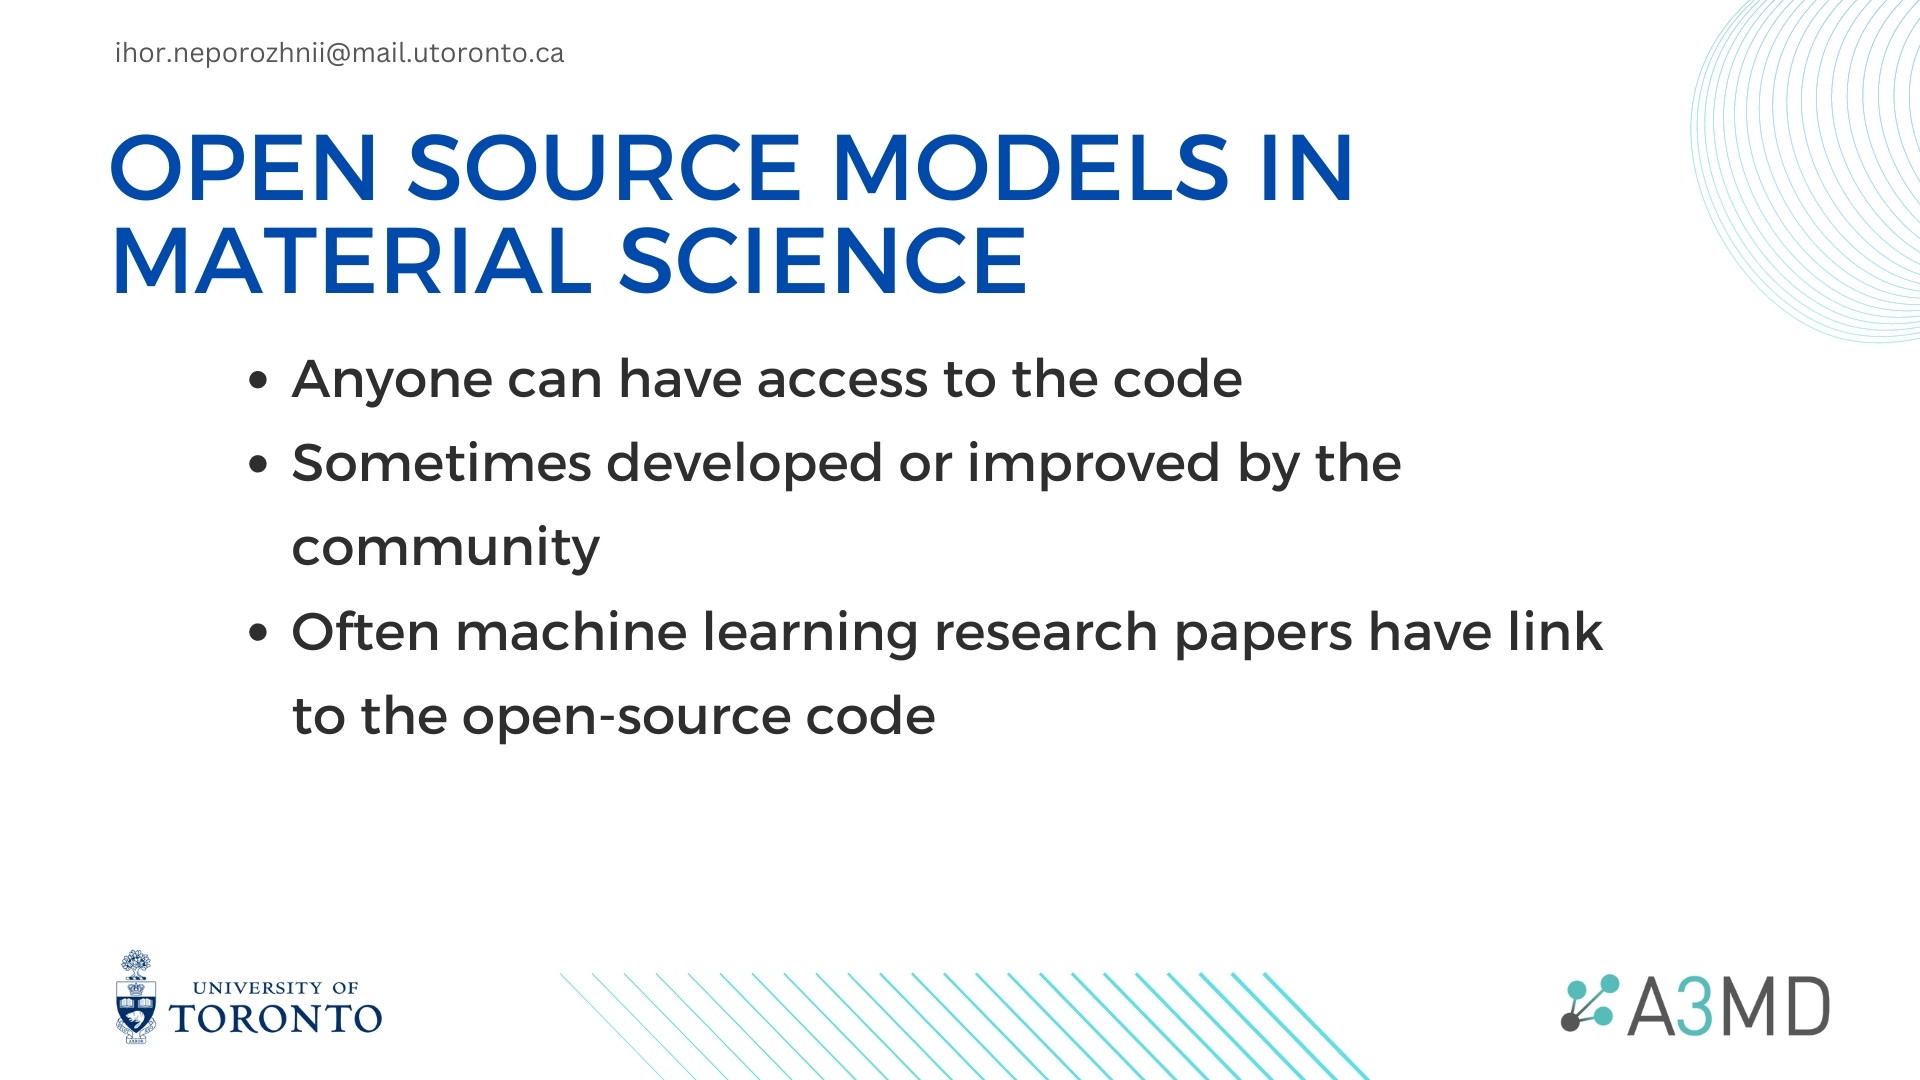 ihor.neporozhnii@mail.utoronto.ca
OPEN SOURCE MODELS IN
MATERIAL SCIENCE
• Anyone can have access to the code
• Sometimes developed or improved by the
community
• Often machine learning research papers have link
to the open-source code
UNIVERSITY OF
TORONTO
A3MD